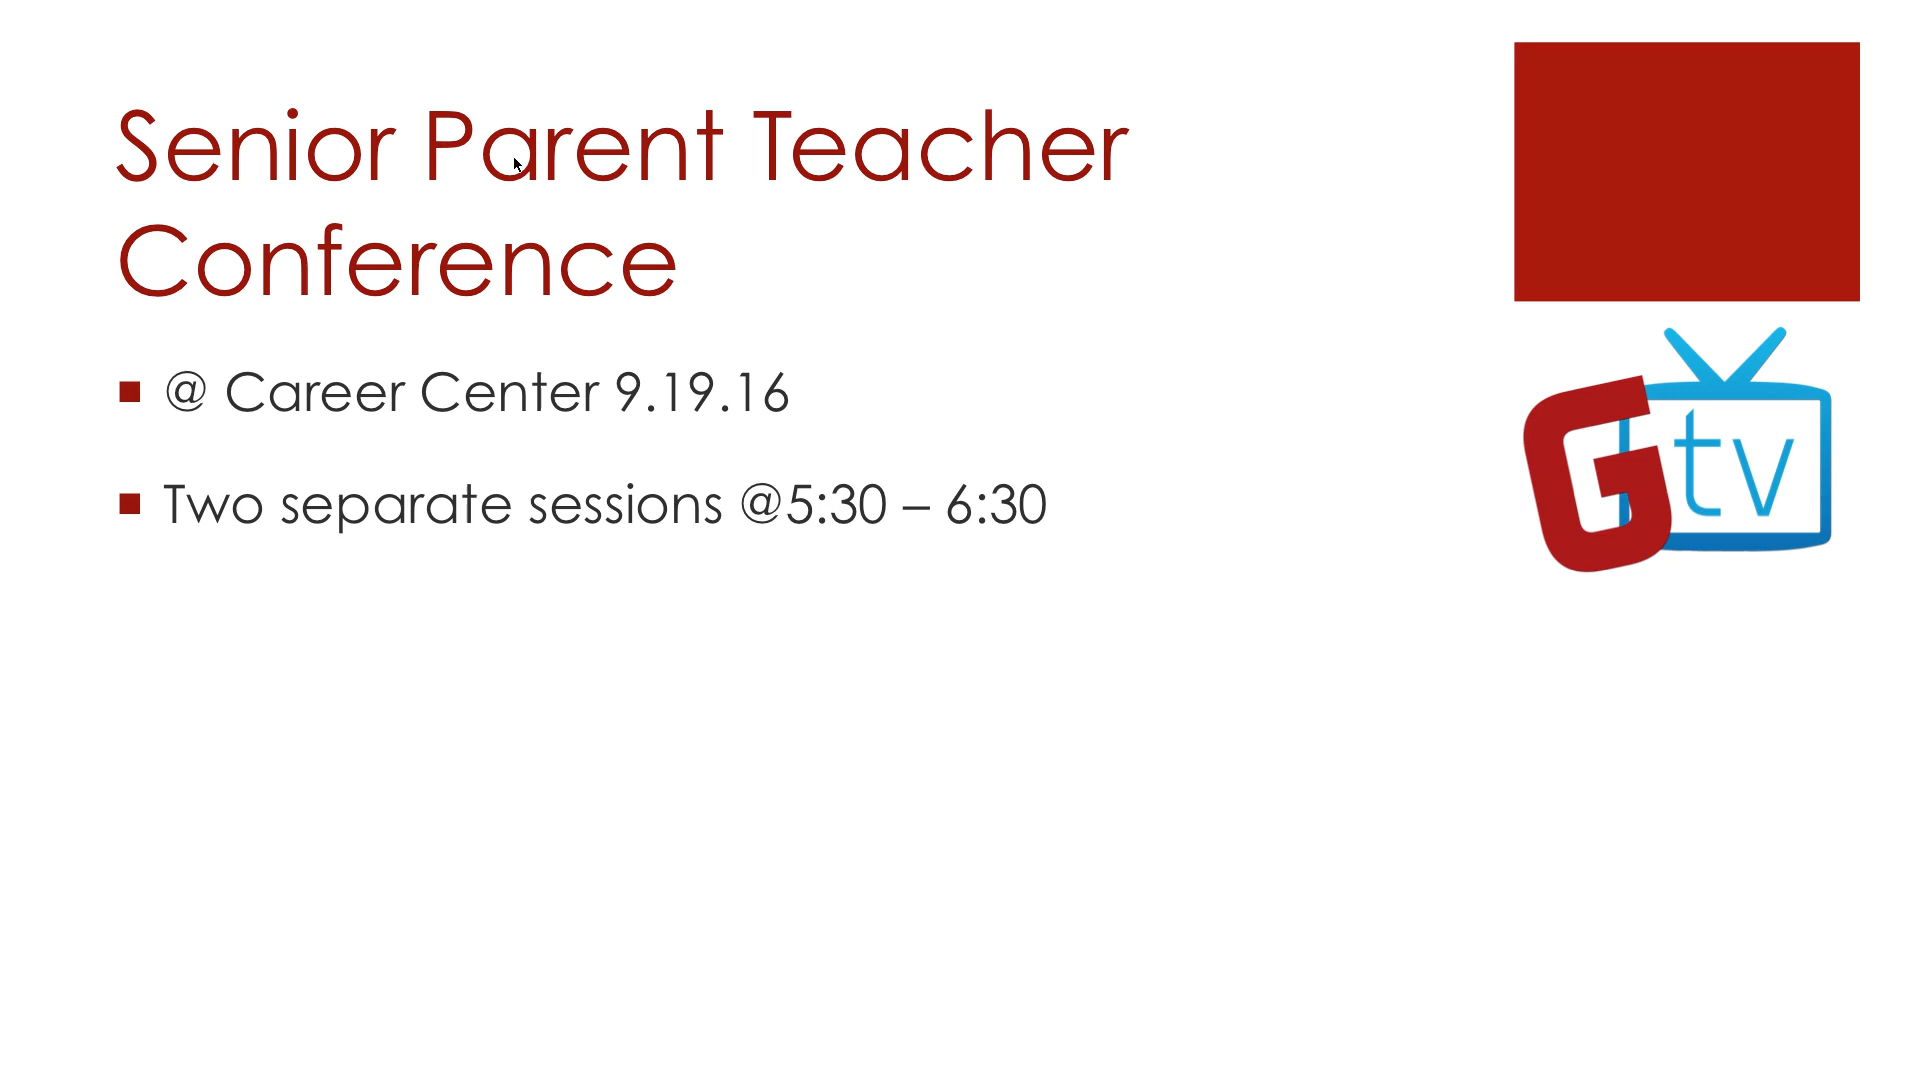 Senior Parent Teacher
Conference
@ Career Center 9.19.16
Two separate sessions @5:30 – 6:30
Gtv